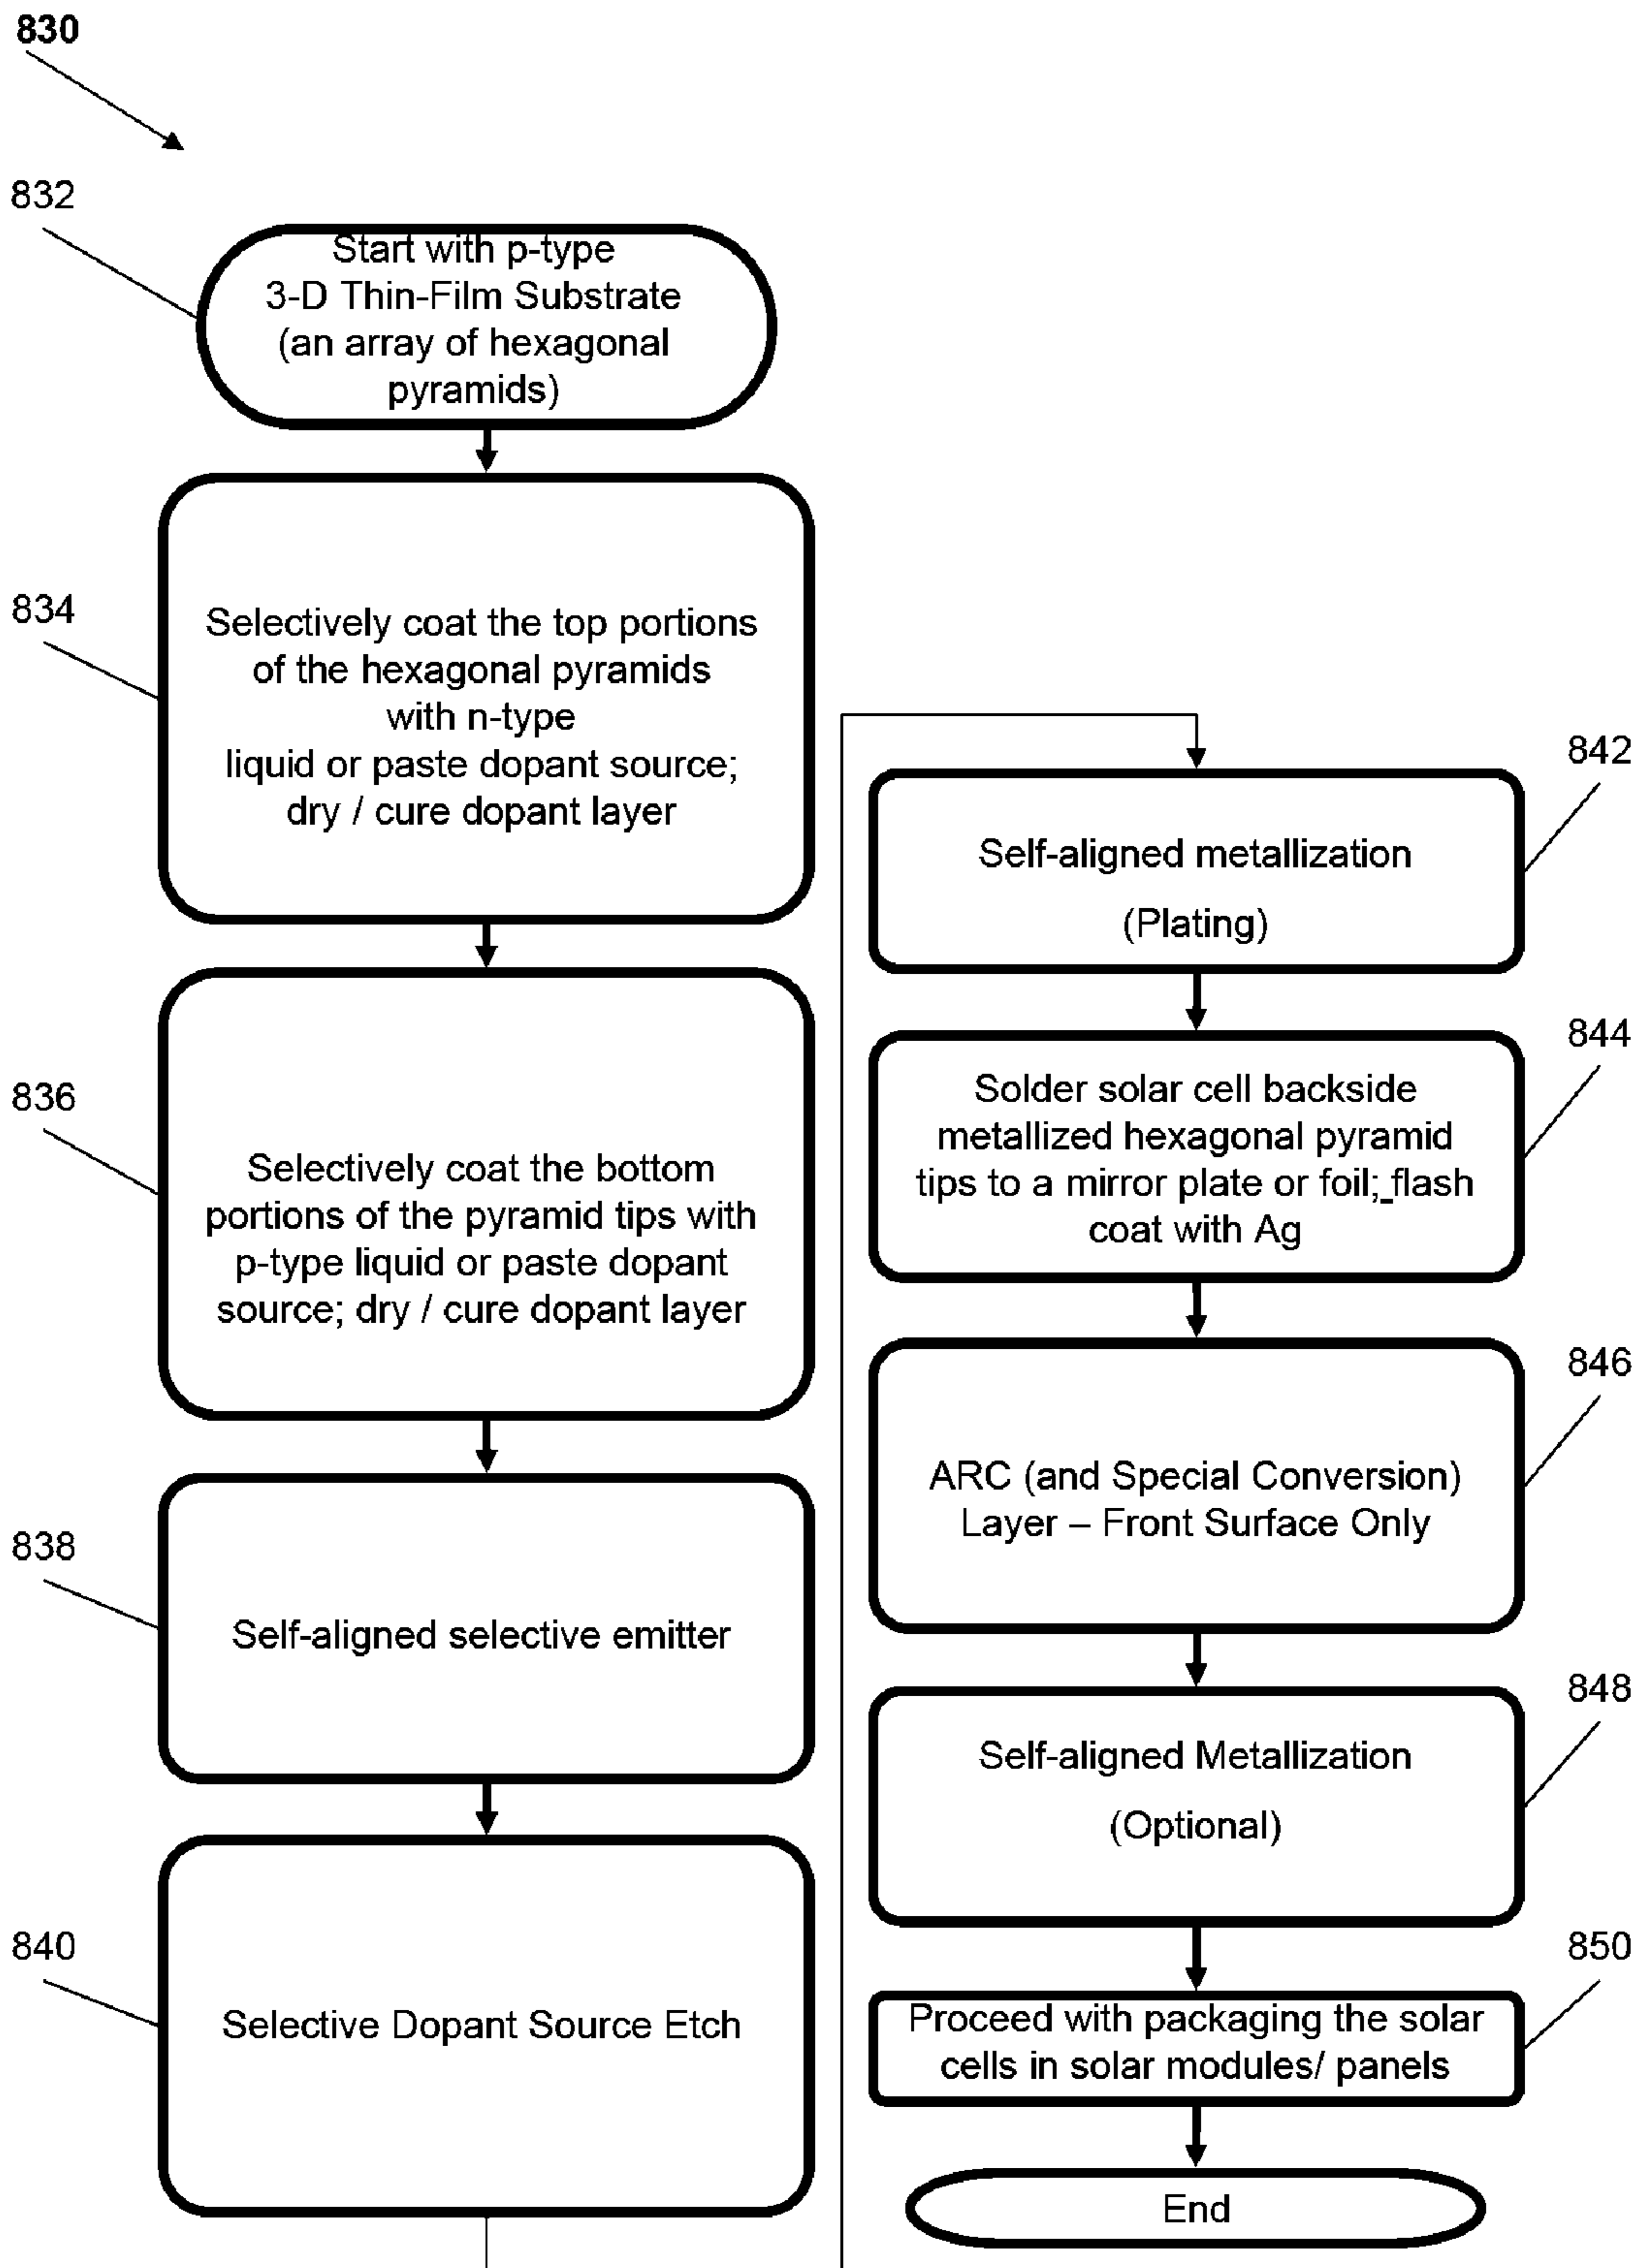 830
832
Start with p-type
3-D Thin-Film Substrate
(an array of hexagonal
pyramids)
834
Selectively coat the top portions
of the hexagonal pyramids
with n-type
liquid or paste dopant source;
dry / cure dopant layer
836
Selectively coat the bottom
portions of the pyramid tips with
p-type liquid or paste dopant
source; dry / cure dopant layer
838
Self-aligned selective emitter
840
Selective Dopant Source Etch
842
Self-aligned metallization
(Plating)
844
Solder solar cell backside
metallized hexagonal pyramid
tips to a mirror plate or foil; flash
coat with Ag
846
ARC (and Special Conversion)
Layer – Front Surface Only
848
Self-aligned Metallization
(Optional)
850
Proceed with packaging the solar
cells in solar modules/ panels
End